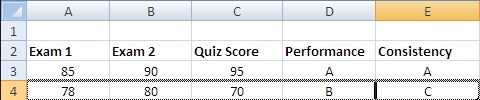 A B C D E
1
2 Exam 1 Exam 2 Quiz Score Performance Consistency
3 85 90 95 A A
4 78 80 70 B C